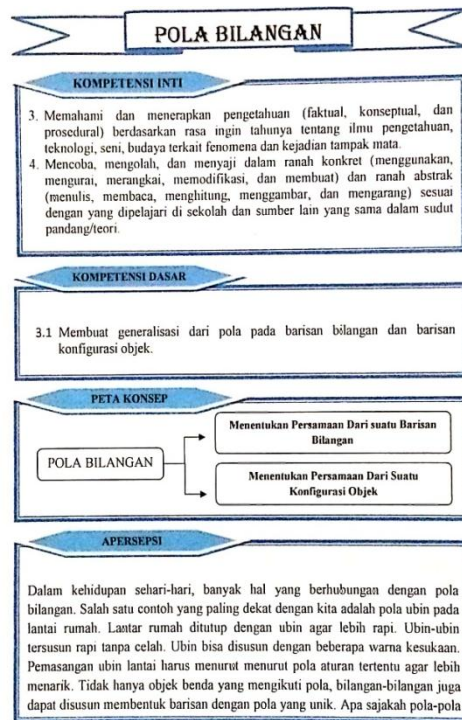 POLA BILANGAN
KOMPETENSI INTI
3. Memahami dan menerapkan pengetahuan (faktual, konseptual, dan
prosedural) berdasarkan rasa ingin tahunya tentang ilmu pengetahuan,
teknologi, seni, budaya terkait fenomena dan kejadian tampak mata.
4. Mencoba, mengolah, dan menyaji dalam ranah konkret (menggunakan,
mengurai, merangkai, memodifikasi, dan membuat) dan ranah abstrak
(menulis, membaca, menghitung, menggambar, dan mengarang) sesuai
dengan yang dipelajari di sekolah dan sumber lain yang sama dalam sudut
pandang/teori.
KOMPETENSI DASAR
3.1 Membuat generalisasi dari pola pada barisan bilangan dan barisan
konfigurasi objek.
PETA KONSEP
POLA BILANGAN
Menentukan Persamaan Dari suatu Barisan
Bilangan
Menentukan Persamaan Dari Suatu
Konfigurasi Objek
APERSEPSI
Dalam kehidupan sehari-hari, banyak hal yang berhubungan dengan pola
bilangan. Salah satu contoh yang paling dekat dengan kita adalah pola ubin pada
lantai rumah. Lantar rumah ditutup dengan ubin agar lebih rapi. Ubin-ubin
tersusun rapi tanpa celah. Ubin bisa disusun dengan beberapa warna kesukaan.
Pemasangan ubin lantai harus menurut menurut pola aturan tertentu agar lebih
menarik. Tidak hanya objek benda yang mengikuti pola, bilangan-bilangan juga
dapat disusun membentuk barisan dengan pola yang unik. Apa sajakah pola-pola